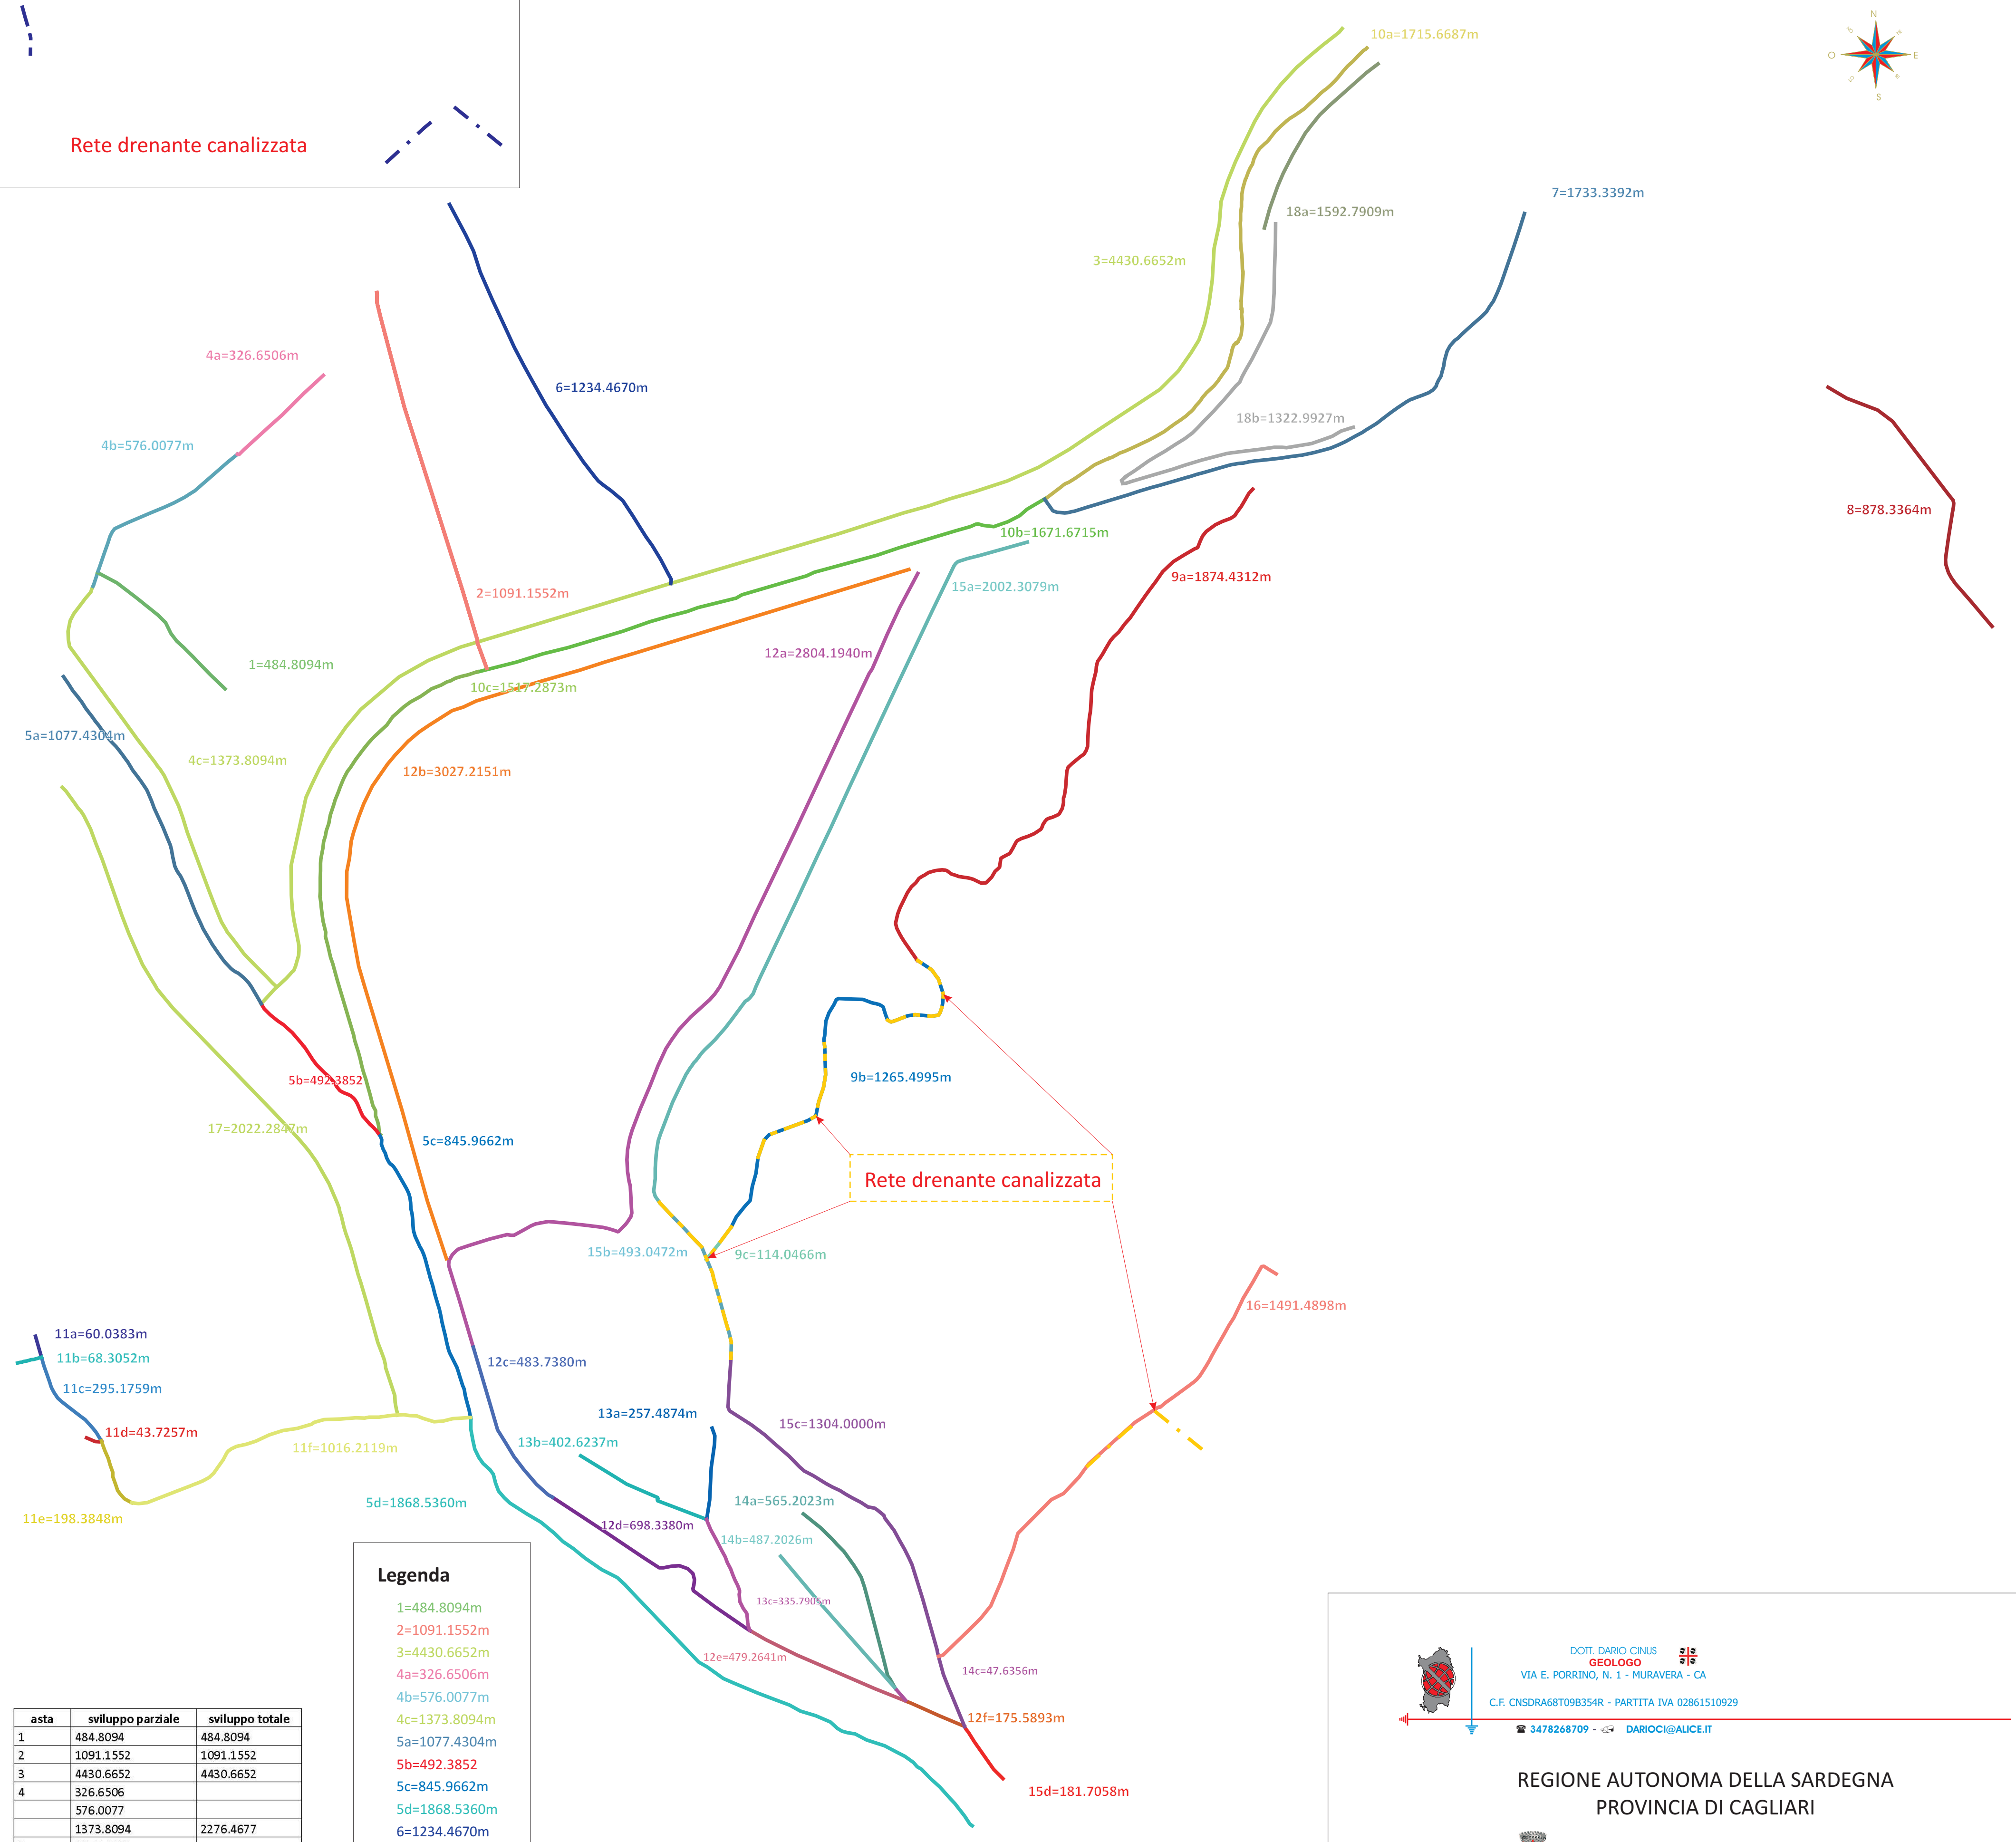 Rete drenante canalizzata
10a=1715.6687m
N
O
E
S
7=1733.3392m
18a=1592.7909m
3=4430.6652m
4a=326.6506m
6=1234.4670m
18b=1322.9927m
4b=576.0077m
8=878.3364m
10b=1671.6715m
9a=1874.4312m
15a=2002.3079m
2=1091.1552m
12a=2804.1940m
1=484.8094m
10c=1517.2873m
5a=1077.4304m
4c=1373.8094m
12b=3027.2151m
9b=1265.4995m
5b=492.3852
17=2022.2847m
5c=845.9662m
Rete drenante canalizzata
15b=493.0472m
9c=114.0466m
16=1491.4898m
11a=60.0383m
11b=68.3052m
12c=483.7380m
11c=295.1759m
13a=257.4874m
15c=1304.0000m
11d=43.7257m
13b=402.6237m
11f=1016.2119m
14a=565.2023m
5d=1868.5360m
11e=198.3848m
12d=698.3380m
14b=487.2026m
13c=335.7905m
12e=479.2641m
14c=47.6356m
12f=175.5893m
15d=181.7058m
Legenda
1=484.8094m
2=1091.1552m
3=4430.6652m
4a=326.6506m
4b=576.0077m
4c=1373.8094m
5a=1077.4304m
5b=492.3852
5c=845.9662m
5d=1868.5360m
6=1234.4670m
asta sviluppo parziale sviluppo totale
1 484.8094 484.8094
2 1091.1552 1091.1552
3 4430.6652 4430.6652
4 326.6506
576.0077
1373.8094 2276.4677
DOTT. DARIO CINUS
GEOLOGO
VIA E. PORRINO, N. 1 - MURAVERA - CA
C.F. CNSDRA68T09B354R - PARTITA IVA 02861510929
3478268709 - DARIOCI@ALICE.IT
REGIONE AUTONOMA DELLA SARDEGNA
PROVINCIA DI CAGLIARI